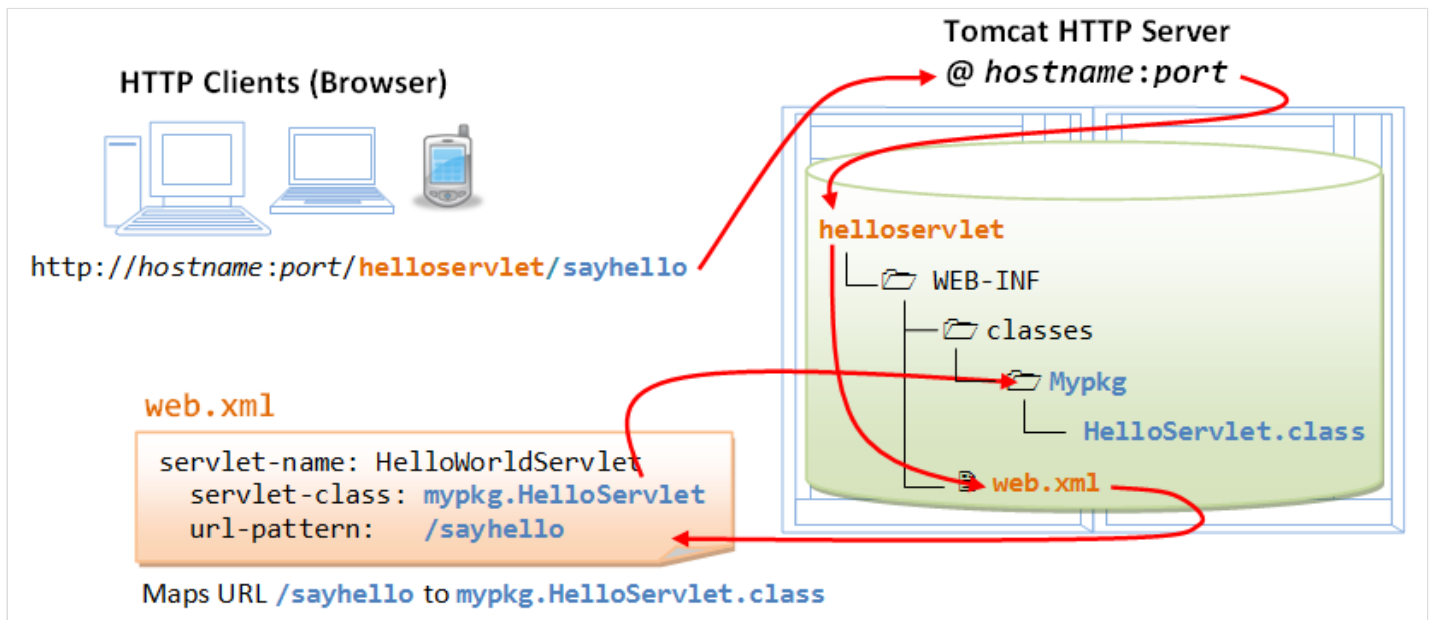 HTTP Clients (Browser)
http://hostname:port/helloservlet/sayhello
Tomcat HTTP Server
@ hostname:port
helloservlet
WEB-INF
classes
Mypkg
HelloServlet.class
web.xml
web.xml
servlet-name: HelloWorldServlet
servlet-class: mypkg.HelloServlet
url-pattern: /sayhello
Maps URL /sayhello to mypkg.HelloServlet.class